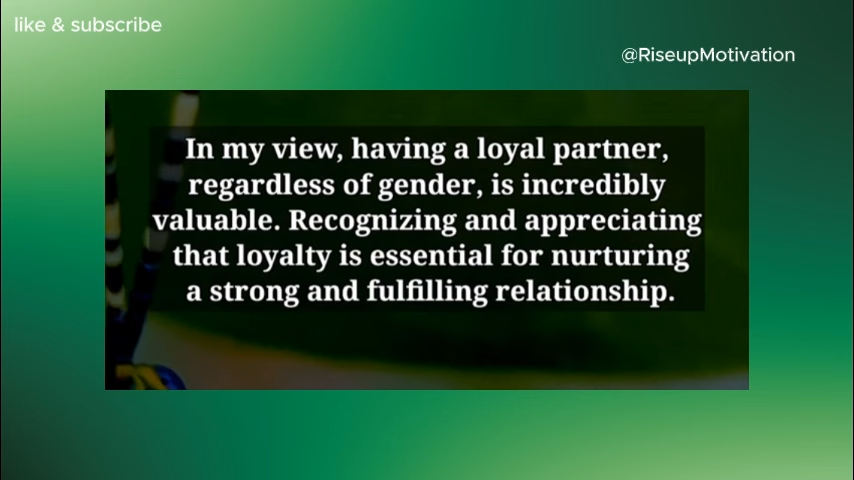 like & subscribe
@RiseupMotivation
In my view, having a loyal partner,
regardless of gender, is incredibly
valuable. Recognizing and appreciating
that loyalty is essential for nurturing
a strong and fulfilling relationship.